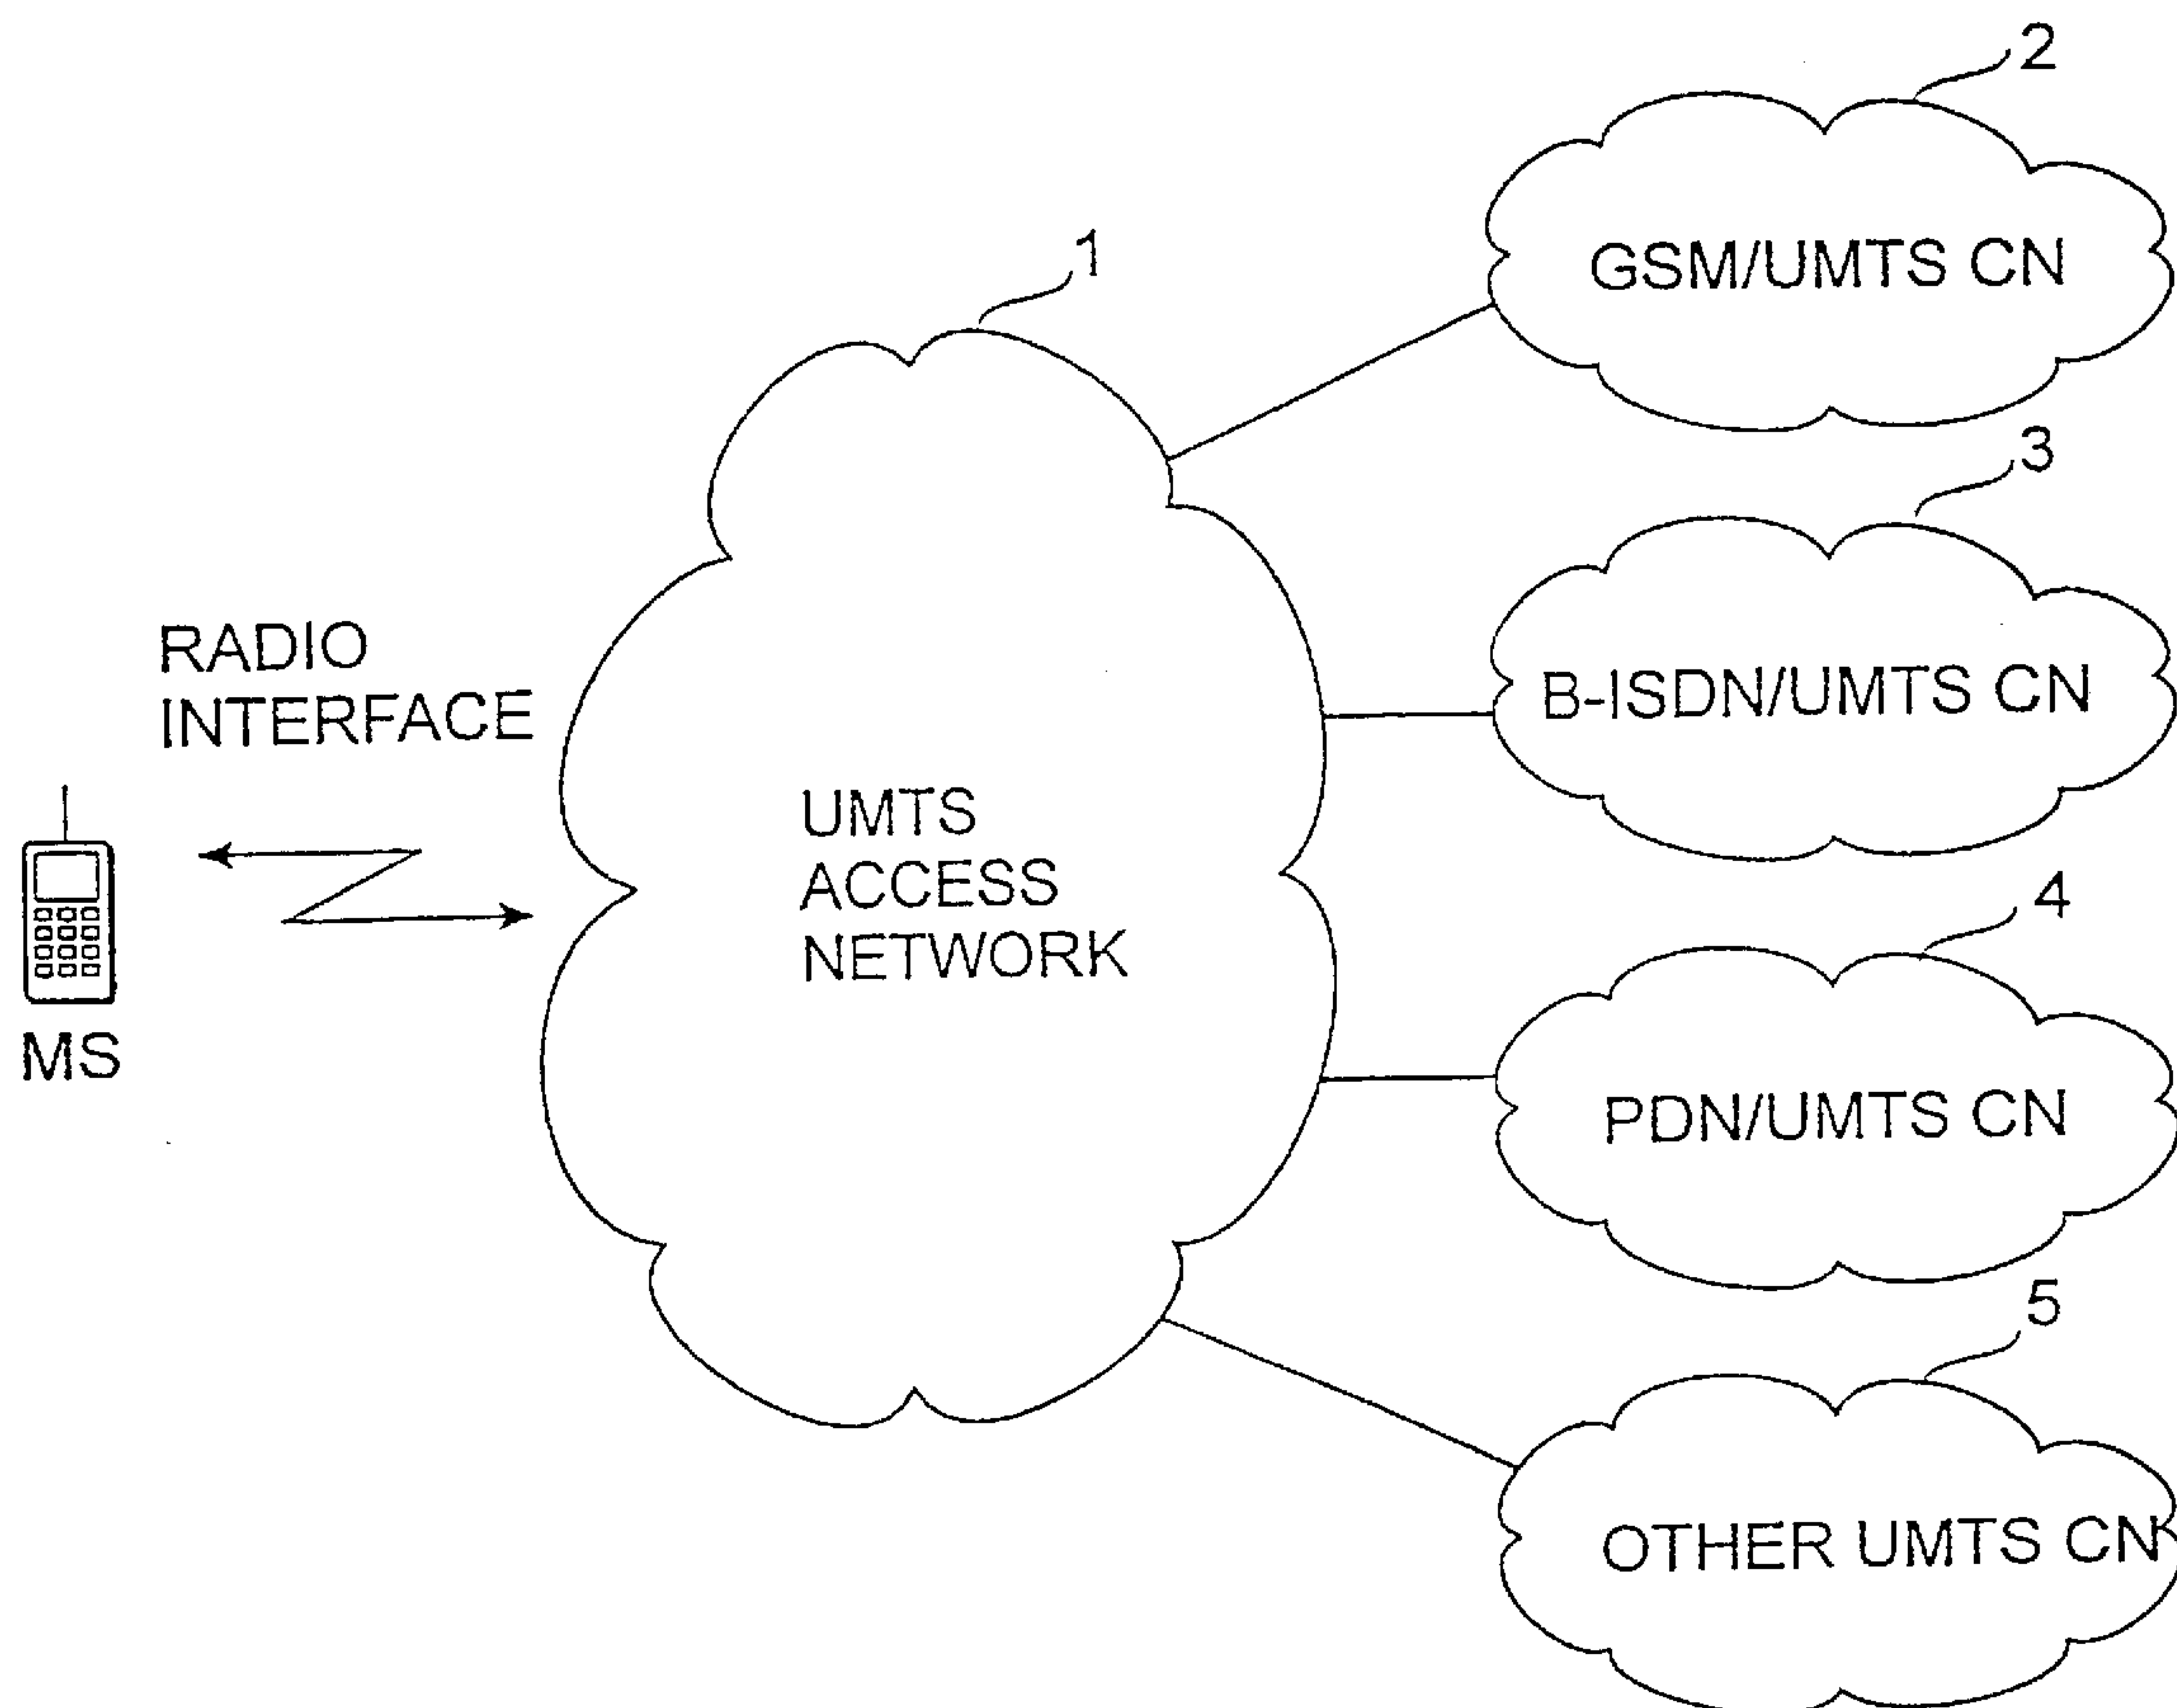 2
GSM/UMTS CN
1
3
RADIO
INTERFACE
B-ISDN/UMTS CN
UMTS
ACCESS
NETWORK
4
MS
PDN/UMTS CN
5
OTHER UMTS CN